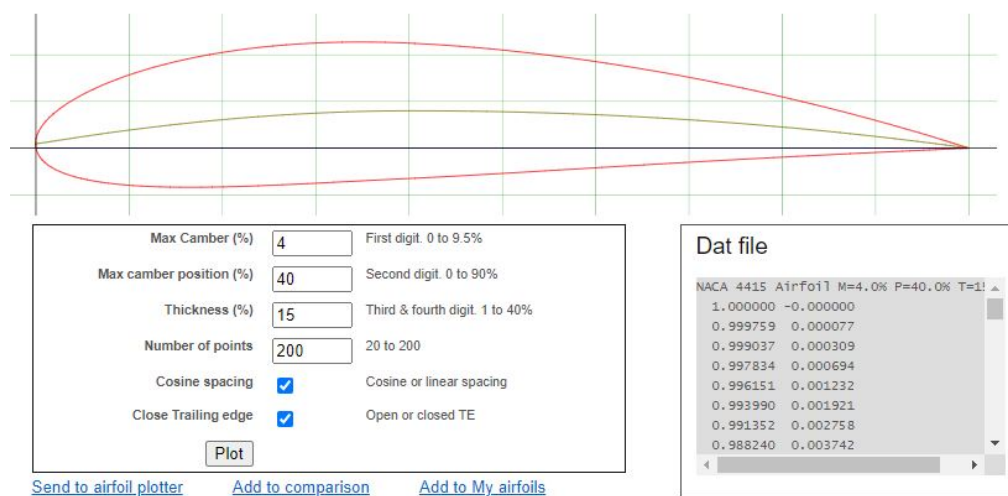 Max Camber (%) 4 First digit. 0 to 9.5%
Max camber position (%) 40 Second digit. 0 to 90%
Thickness (%) 15 Third & fourth digit. 1 to 40%
Number of points 200 20 to 200
Cosine spacing Cosine or linear spacing
Close Trailing edge Open or closed TE
Plot
Send to airfoil plotter Add to comparison Add to My airfoils
Dat file
NACA 4415 Airfoil M=4.0% P=40.0% T=15
1.000000 -0.000000
0.999759 0.000077
0.999037 0.000309
0.997834 0.000694
0.996151 0.001232
0.993990 0.001921
0.991352 0.002758
0.988240 0.003742